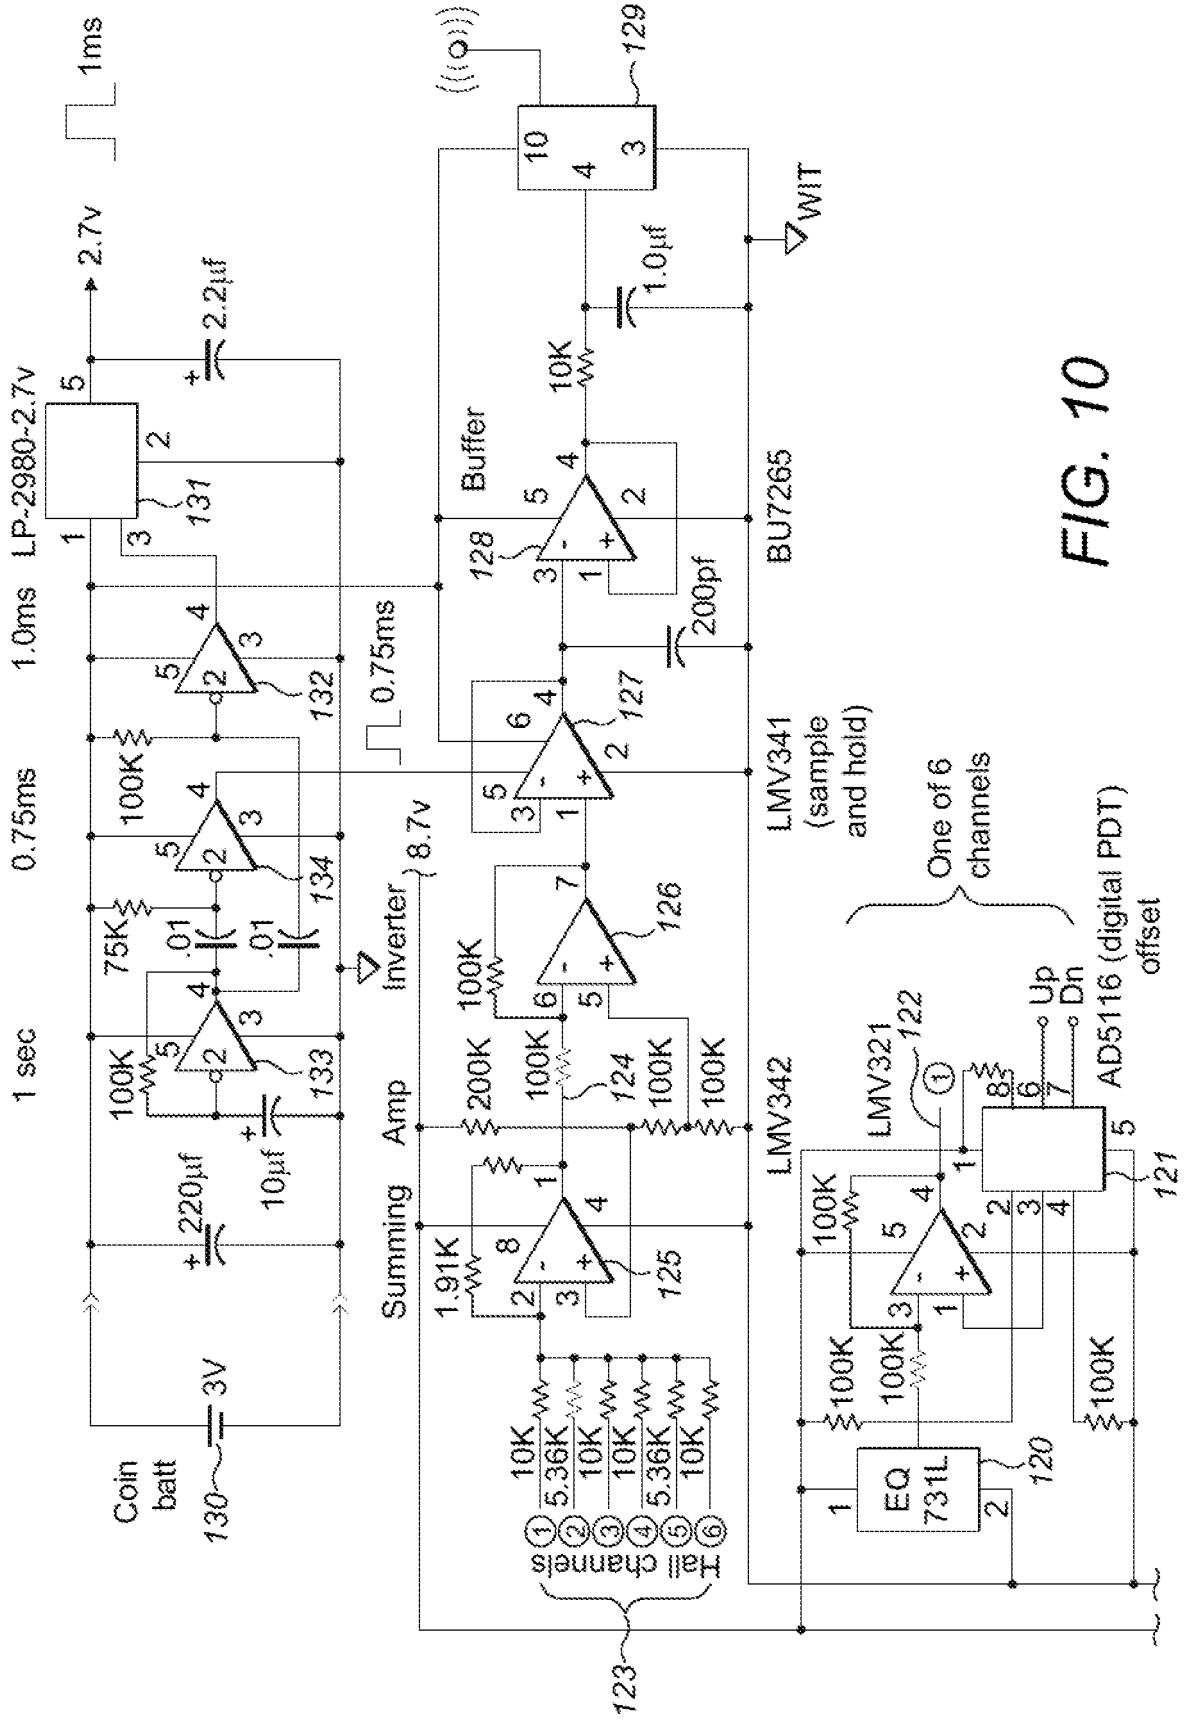 1 sec
0.75ms
1.0ms
LP-2980-2.7v
1ms
Coin
batt
130
3V
+
220µf
+
10µf
100K
5
2
4
3
133
75K
.01
.01
5
2
4
3
134
100K
5
2
4
3
132
1
3
5
2
131
+
2.2µf
2.7v
Summing
Amp
Inverter
8.7v
0.75ms
Buffer
123
Hall channels
1
2
3
4
5
6
10K
5.36K
10K
10K
5.36K
10K
1.91K
2
3
8
1
4
-
+
125
200K
100K
124
100K
100K
100K
6
5
7
-
+
126
5
3
1
6
4
2
-
+
127
200pf
128
3
1
5
4
2
-
+
10K
1.0µf
10
4
3
129
WIT
LMV342
LMV341
(sample
and hold)
BU7265
1
EQ
731L
2
120
100K
100K
100K
100K
3
1
5
4
2
-
+
LMV321
122
1
1
2
3
4
8
6
7
5
121
Up
Dn
AD5116 (digital PDT)
offset
One of 6
channels
FIG. 10